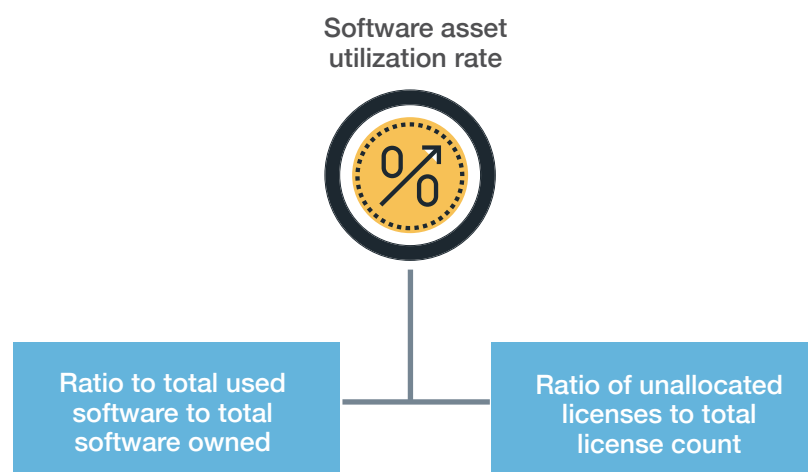 Software asset
utilization rate
Ratio to total used
software to total
software owned
Ratio of unallocated
licenses to total
license count